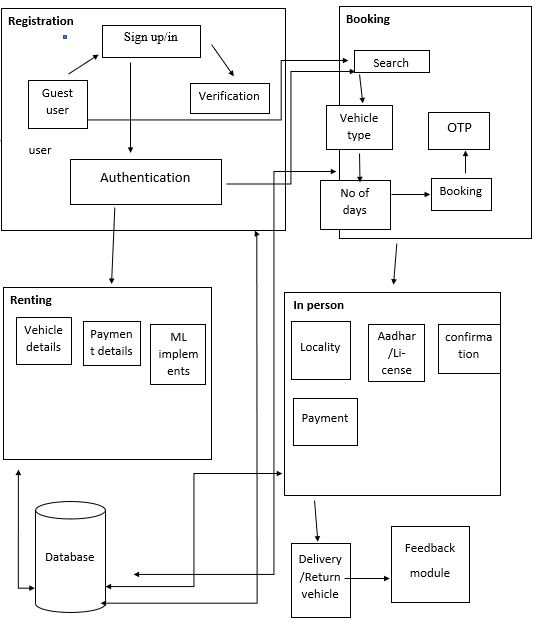 Registration
Sign up/in
Guest
user
Verification
user
Authentication
Booking
Search
Vehicle
type
OTP
No of
days
Booking
Renting
Vehicle
details
Paymen
t details
ML
implem
ents
In person
Locality
Aadhar
/Li-
cense
confirma
tion
Payment
Database
Delivery
/Return
vehicle
Feedback
module